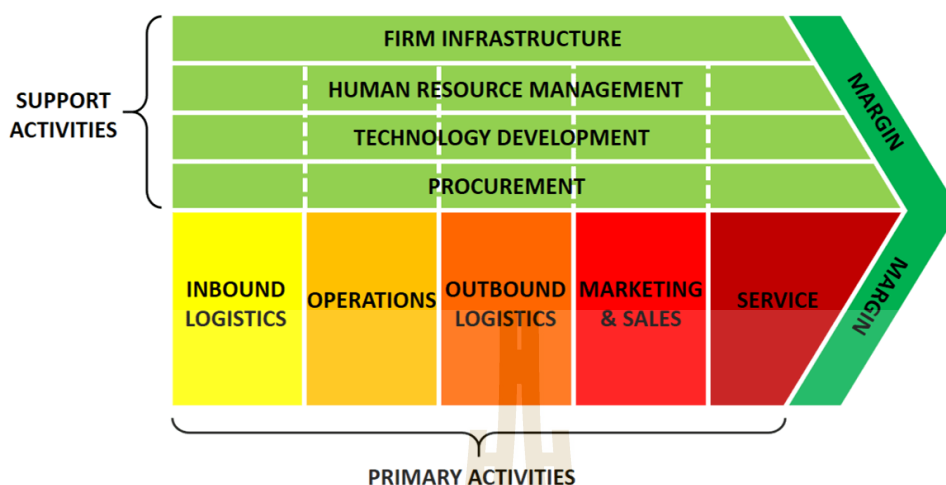 FIRM INFRASTRUCTURE
HUMAN RESOURCE MANAGEMENT
TECHNOLOGY DEVELOPMENT
PROCUREMENT
SUPPORT
ACTIVITIES
MARGIN
INBOUND
LOGISTICS
OPERATIONS
OUTBOUND
LOGISTICS
MARKETING
& SALES
SERVICE
MARGIN
PRIMARY ACTIVITIES